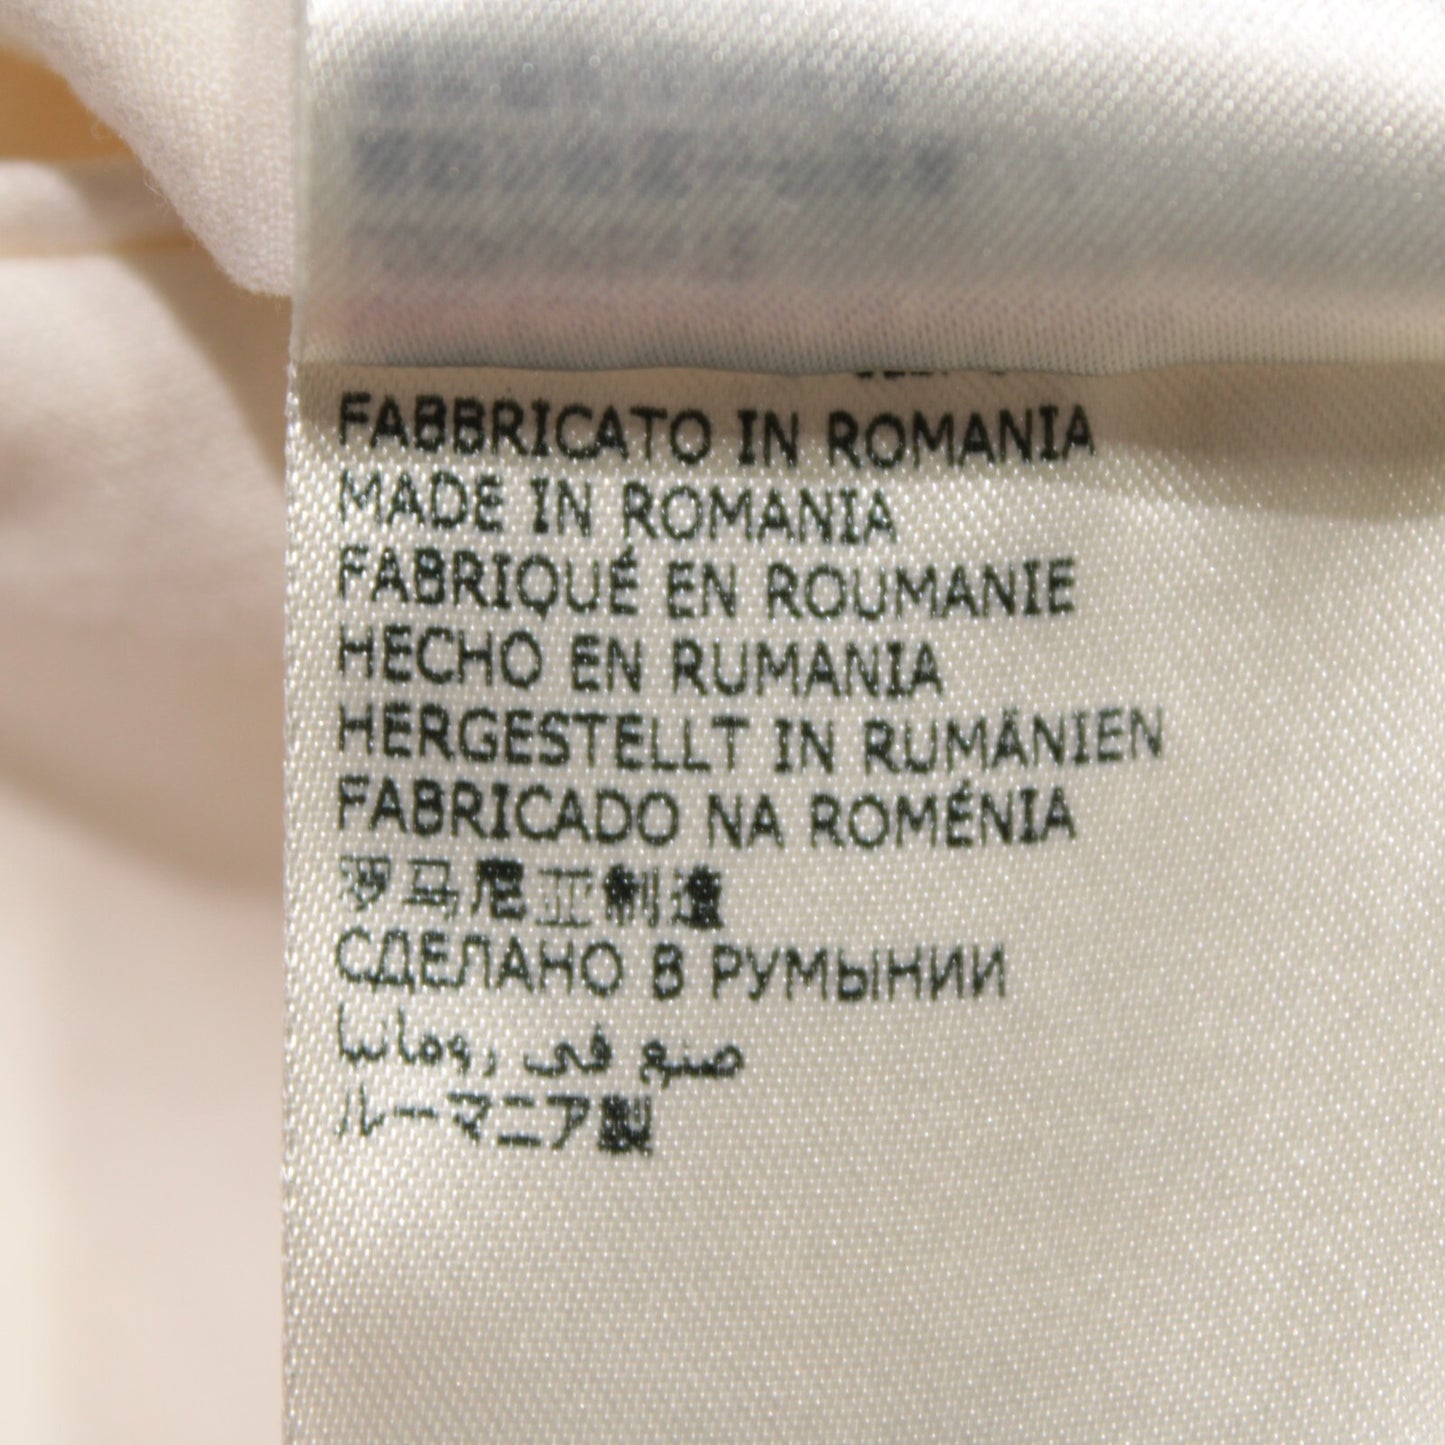 FABBRICATO IN ROMANIA
MADE IN ROMANIA
FABRIQUÉ EN ROUMANIE
HECHO EN RUMANIA
HERGESTELLT IN RUMÄNIEN
FABRICADO NA ROMÉNIA
罗马尼亚制造
СДЕЛАНО В РУМЫНИИ
صنع في رومانيا
ルーマニア製